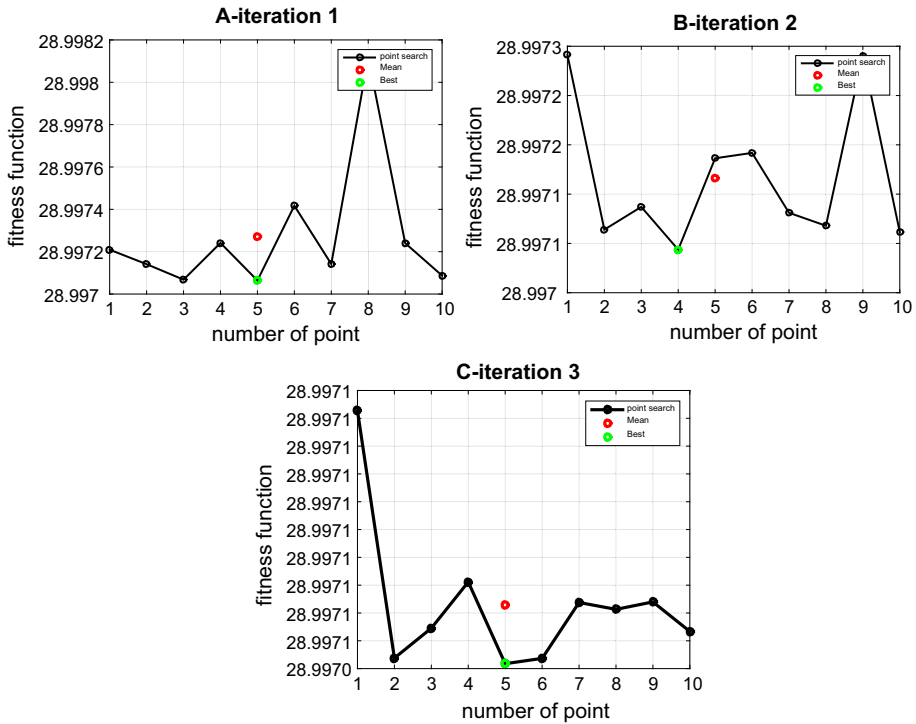 A-iteration 1
28.9982
28.998
28.9978
28.9976
28.9974
28.9972
28.997
fitness function
1 2 3 4 5 6 7 8 9 10
number of point
point search
Mean
Best
B-iteration 2
28.9973
28.9972
28.9972
28.9971
28.9971
28.997
fitness function
1 2 3 4 5 6 7 8 9 10
number of point
point search
Mean
Best
C-iteration 3
28.9971
28.9971
28.9971
28.9971
28.9971
28.9971
28.9971
28.9971
28.9971
28.9971
28.9970
fitness function
1 2 3 4 5 6 7 8 9 10
number of point
point search
Mean
Best